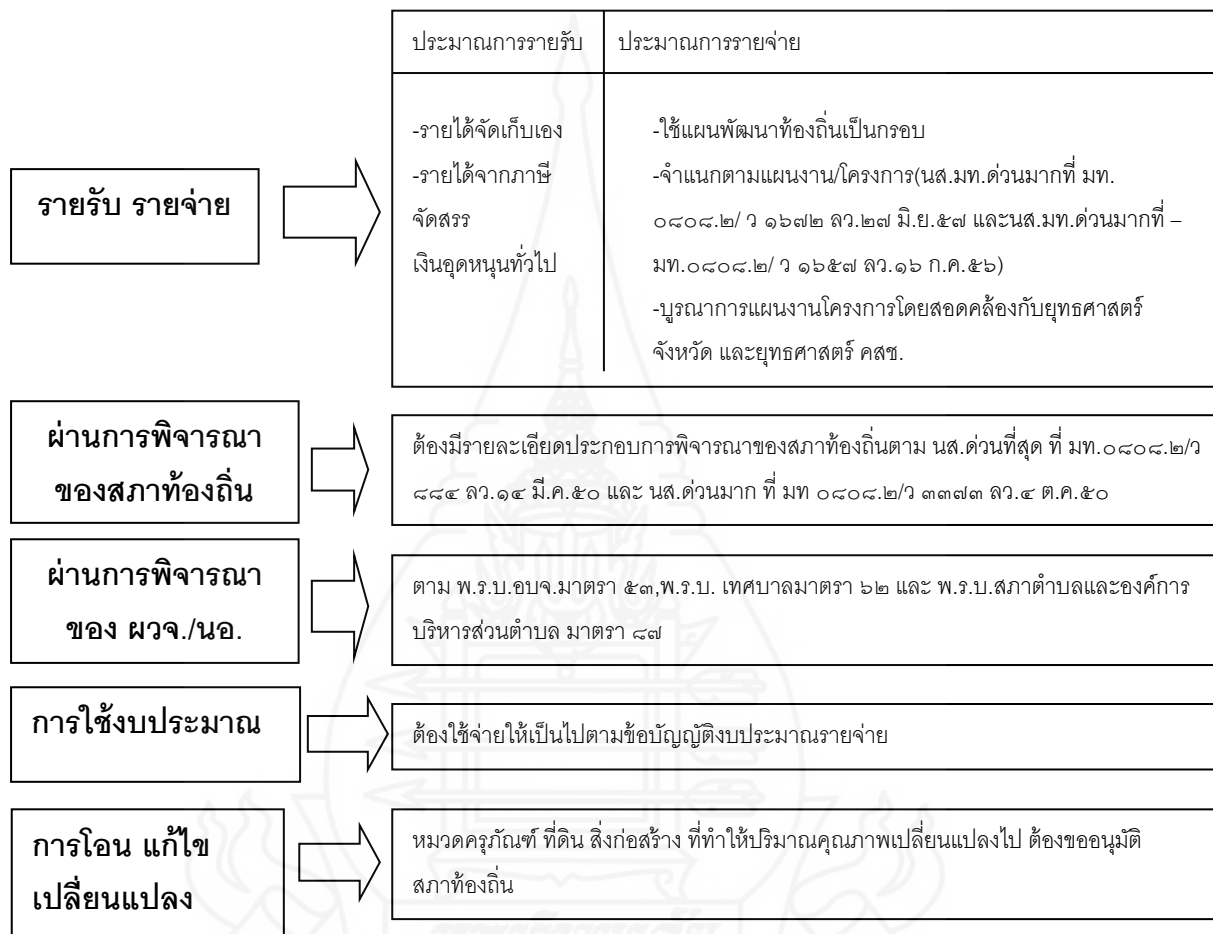 ประมาณการรายรับ ประมาณการรายจ่าย
รายรับ รายจ่าย
-รายได้จัดเก็บเอง
-รายได้จากภาษี
จัดสรร
เงินอุดหนุนทั่วไป
-ใช้แผนพัฒนาท้องถิ่นเป็นกรอบ
-จำแนกตามแผนงาน/โครงการ(นส.มท.ด่วนมากที่ มท.
๐๘๐๘.๒/ ว ๑๖๗๒ ลว.๒๗ มิ.ย.๕๗ และนส.มท.ด่วนมากที่ –
มท.๐๘๐๘.๒/ ว ๑๖๕๗ ลว.๑๖ ก.ค.๕๖)
-บูรณาการแผนงานโครงการโดยสอดคล้องกับยุทธศาสตร์
จังหวัด และยุทธศาสตร์ คสช.
ผ่านการพิจารณา
ของสภาท้องถิ่น
ต้องมีรายละเอียดประกอบการพิจารณาของสภาท้องถิ่นตาม นส.ด่วนที่สุด ที่ มท.๐๘๐๘.๒/ว
๘๘๔ ลว.๑๔ มี.ค.๕๐ และ นส.ด่วนมาก ที่ มท ๐๘๐๘.๒/ว ๓๓๗๓ ลว.๔ ต.ค.๕๐
ผ่านการพิจารณา
ของ ผวจ./นอ.
ตาม พ.ร.บ.อบจ.มาตรา ๕๓,พ.ร.บ. เทศบาลมาตรา ๖๒ และ พ.ร.บ.สภาตำบลและองค์การ
บริหารส่วนตำบล มาตรา ๘๗
การใช้งบประมาณ
ต้องใช้จ่ายให้เป็นไปตามข้อบัญญัติงบประมาณรายจ่าย
การโอน แก้ไข
เปลี่ยนแปลง
หมวดครุภัณฑ์ ที่ดิน สิ่งก่อสร้าง ที่ทำให้ปริมาณคุณภาพเปลี่ยนแปลงไป ต้องขออนุมัติ
สภาท้องถิ่น